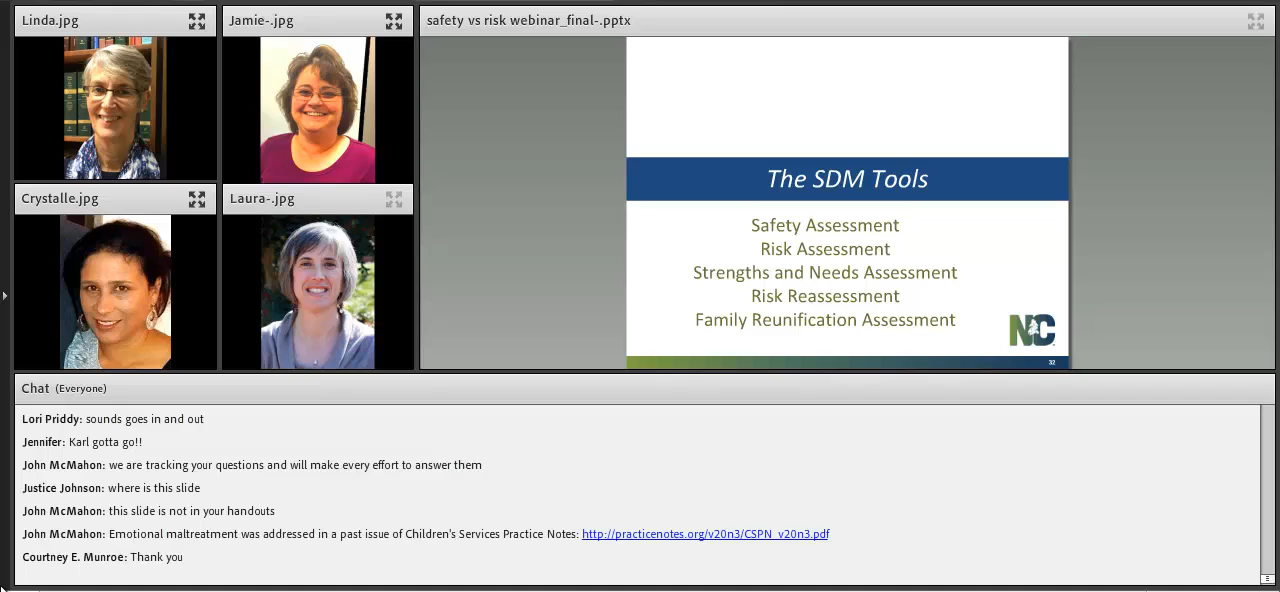 Linda.jpg
Jamie-.jpg
safety vs risk webinar_final-.pptx
Crystalle.jpg
Laura-.jpg
The SDM Tools
Safety Assessment
Risk Assessment
Strengths and Needs Assessment
Risk Reassessment
Family Reunification Assessment
NC
32
Chat (Everyone)
Lori Priddy: sounds goes in and out
Jennifer: Karl gotta go!!
John McMahon: we are tracking your questions and will make every effort to answer them
Justice Johnson: where is this slide
John McMahon: this slide is not in your handouts
John McMahon: Emotional maltreatment was addressed in a past issue of Children's Services Practice Notes: http://practicenotes.org/v20n3/CSPN_v20n3.pdf
Courtney E. Munroe: Thank you